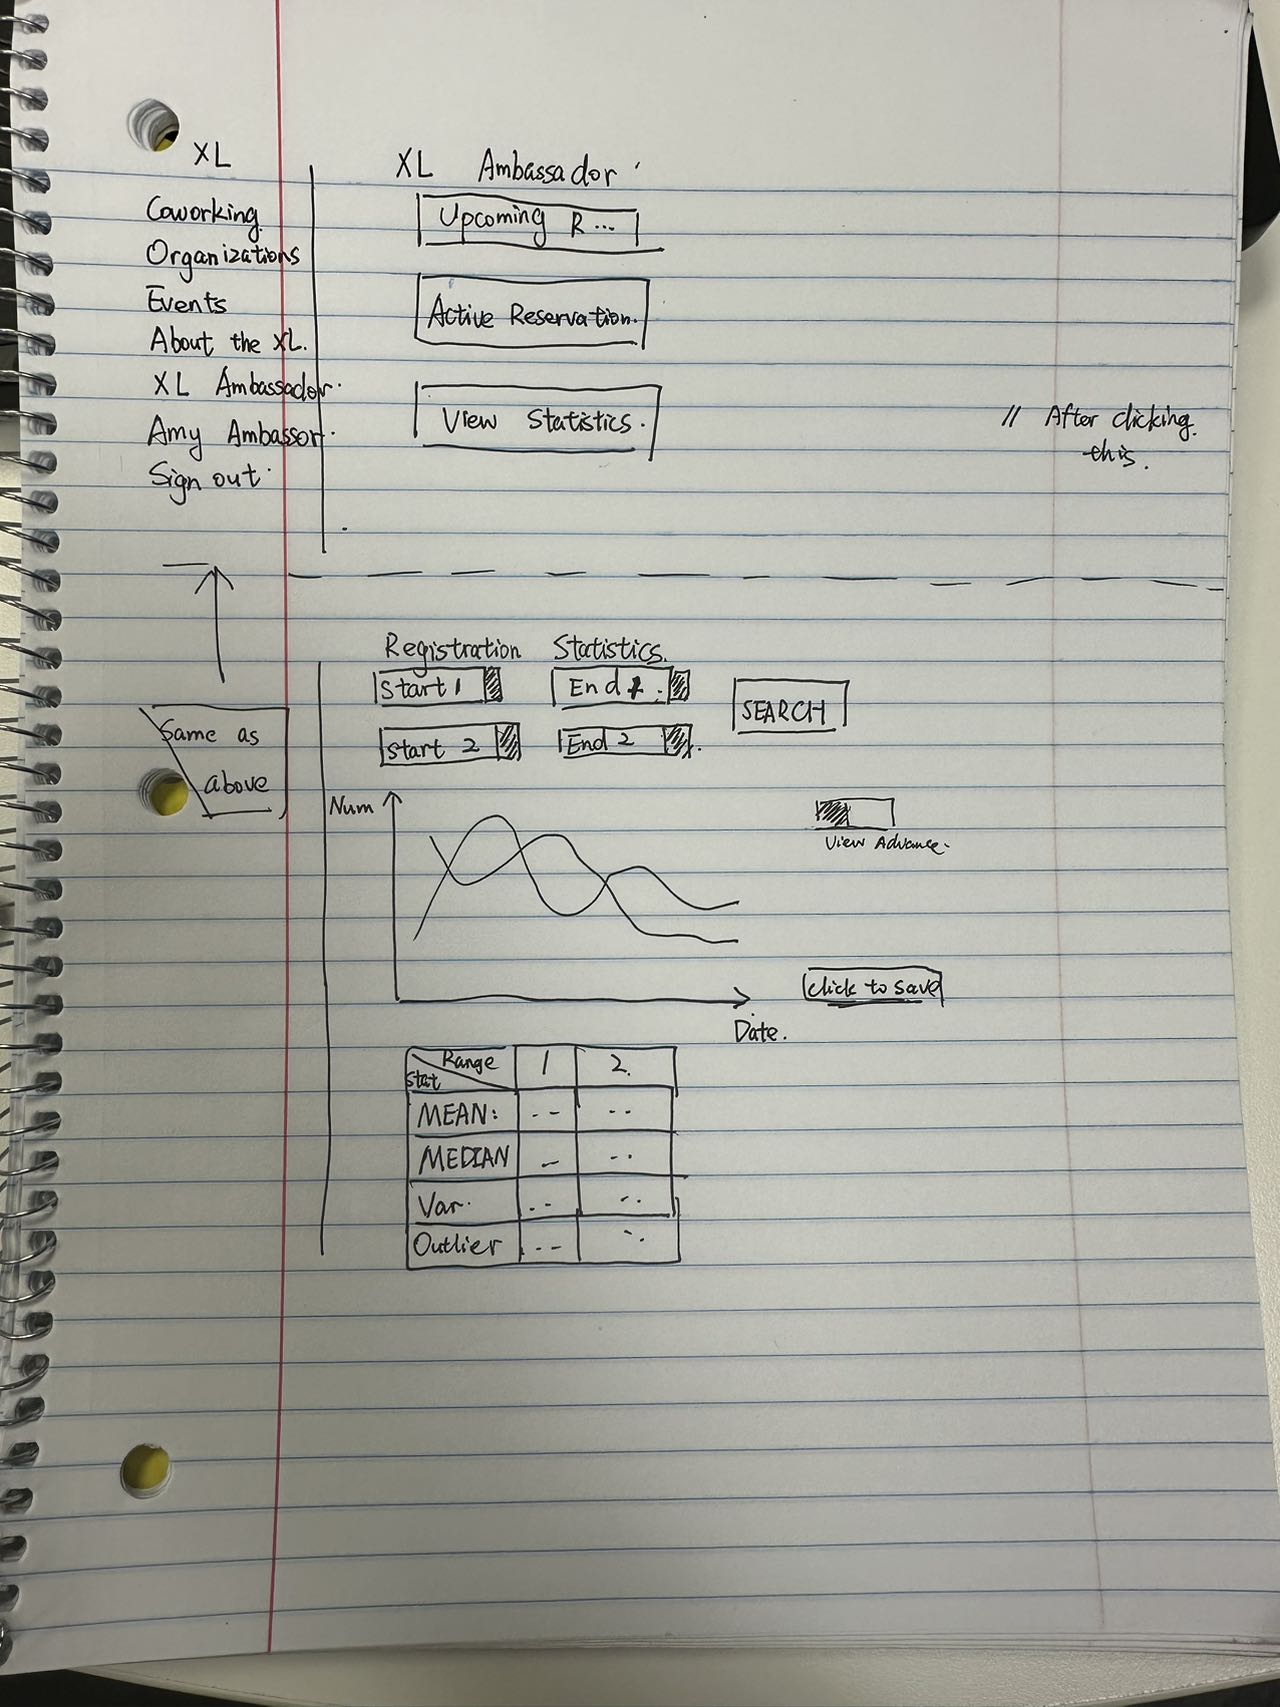 XL
Coworking
Organizations
Events
About the XL.
XL Ambassador.
Amy Ambassor.
Sign out.
XL Ambassador.
Upcoming R...
Active Reservation.
View Statistics.
// After clicking
this.
Same as
above
Registration Statistics.
Start 1 End 1
SEARCH
Start 2 End 2
Num
View Advance.
click to save
Date.
Range 1 2.
Stat
MEAN: -- --
MEDIAN - --
Var. -- --
Outlier -- --